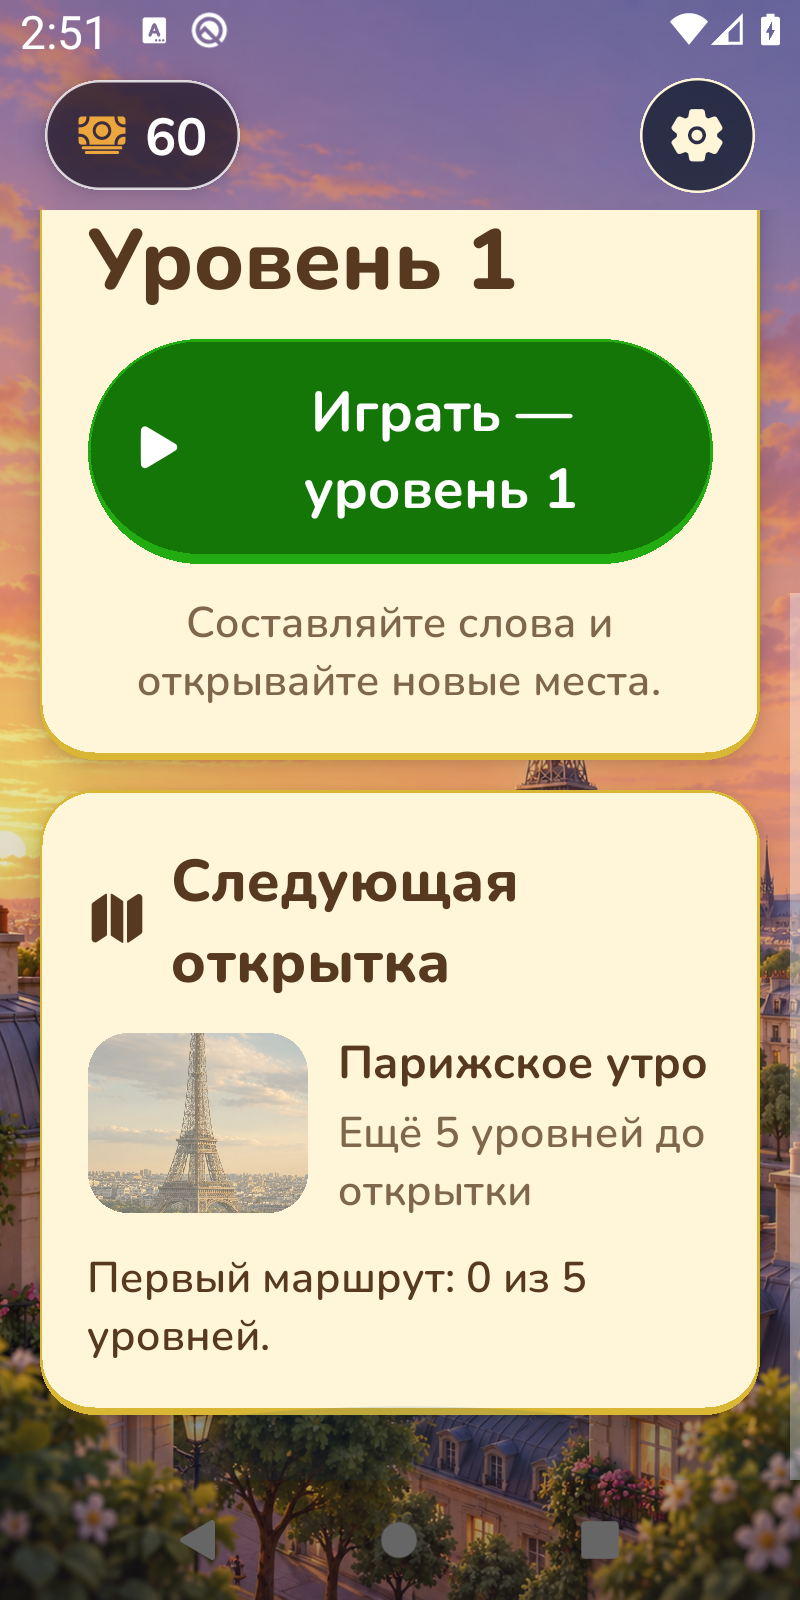 2:51
60
Уровень 1
Играть —
уровень 1
Составляйте слова и
открывайте новые места.
Следующая
открытка
Парижское утро
Ещё 5 уровней до
открытки
Первый маршрут: 0 из 5
уровней.